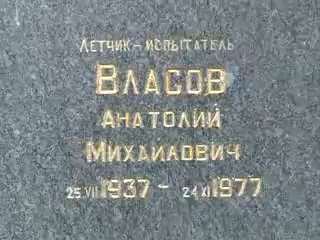 Летчик-испытатель
Власов
Анатолий
Михайлович
25.VII 1937 - 24.XI 1977